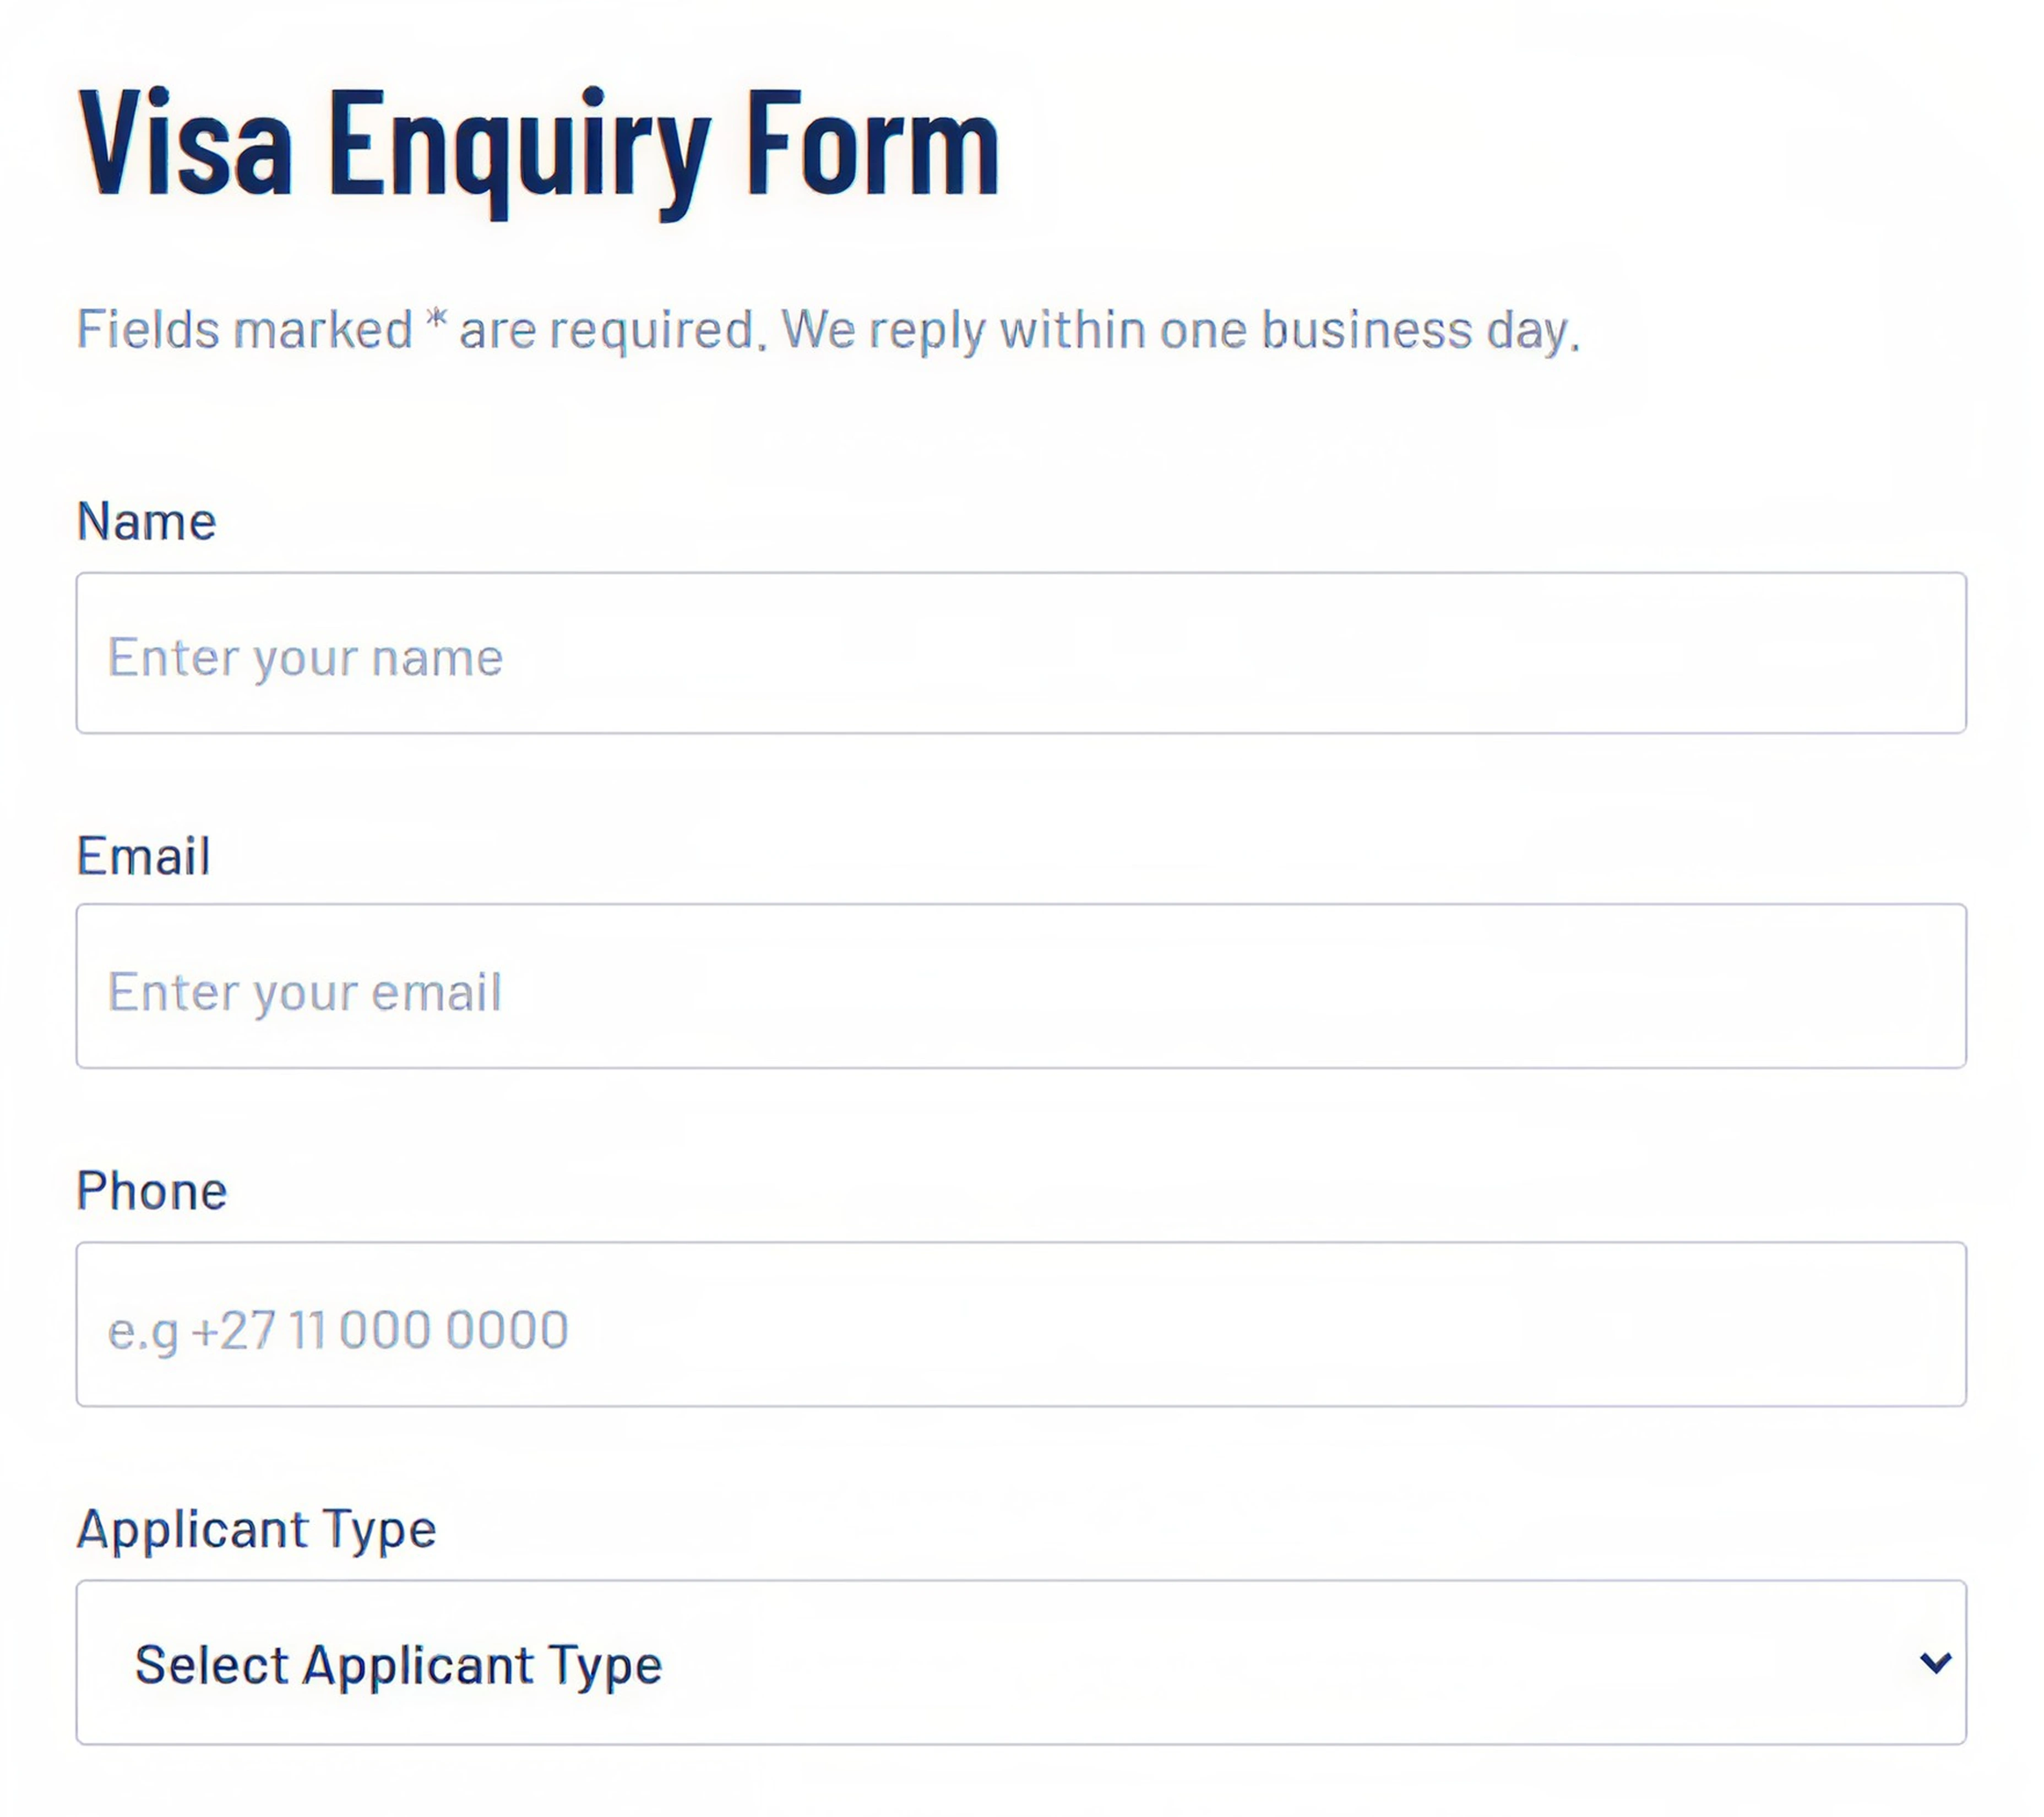 Visa Enquiry Form
Fields marked * are required. We reply within one business day.
Name
Enter your name
Email
Enter your email
Phone
e.g +27 11 000 0000
Applicant Type
Select Applicant Type